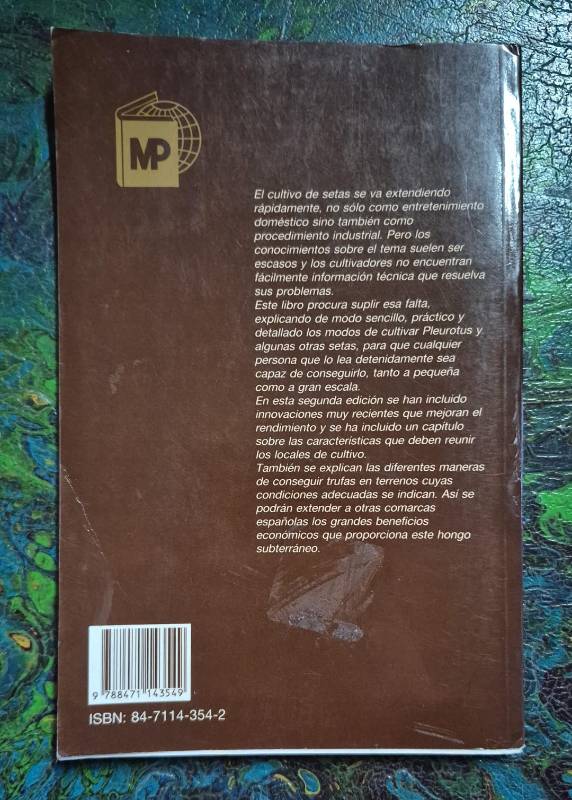 MP
El cultivo de setas se va extendiendo
rápidamente, no sólo como entretenimiento
doméstico sino también como
procedimiento industrial. Pero los
conocimientos sobre el tema suelen ser
escasos y los cultivadores no encuentran
fácilmente información técnica que resuelva
sus problemas.
Este libro procura suplir esa falta,
explicando de modo sencillo, práctico y
detallado los modos de cultivar Pleurotus y
algunas otras setas, para que cualquier
persona que lo lea detenidamente sea
capaz de conseguirlo, tanto a pequeña
como a gran escala.
En esta segunda edición se han incluido
innovaciones muy recientes que mejoran el
rendimiento y se ha incluido un capítulo
sobre las características que deben reunir
los locales de cultivo.
También se explican las diferentes maneras
de conseguir trufas en terrenos cuyas
condiciones adecuadas se indican. Así se
podrán extender a otras comarcas
españolas los grandes beneficios
económicos que proporciona este hongo
subterráneo.
9 788471 143549
ISBN: 84-7114-354-2